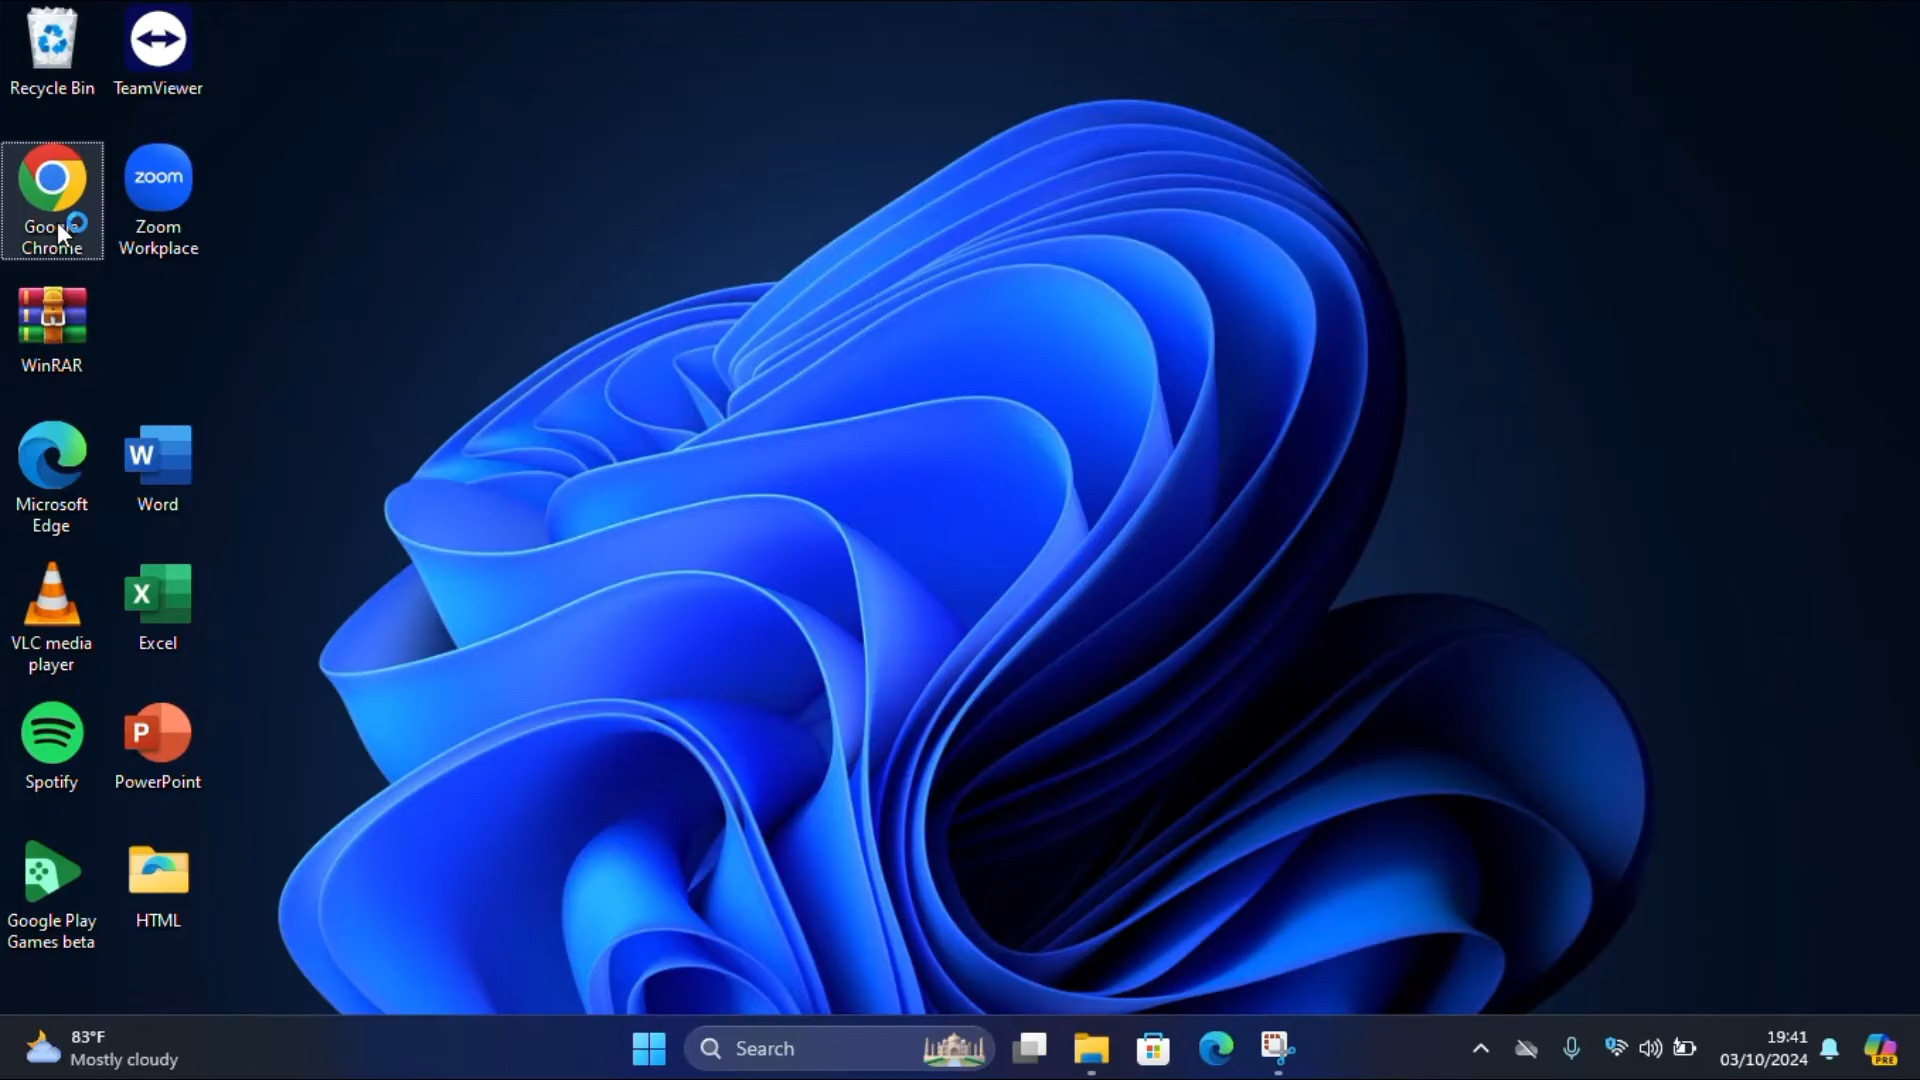 Recycle Bin
TeamViewer
Google
Chrome
zoom
Zoom
Workplace
WinRAR
Microsoft
Edge
W
Word
VLC media
player
X
Excel
Spotify
P
PowerPoint
Google Play
Games beta
HTML
83°F
Mostly cloudy
Search
19:41
03/10/2024
PRE